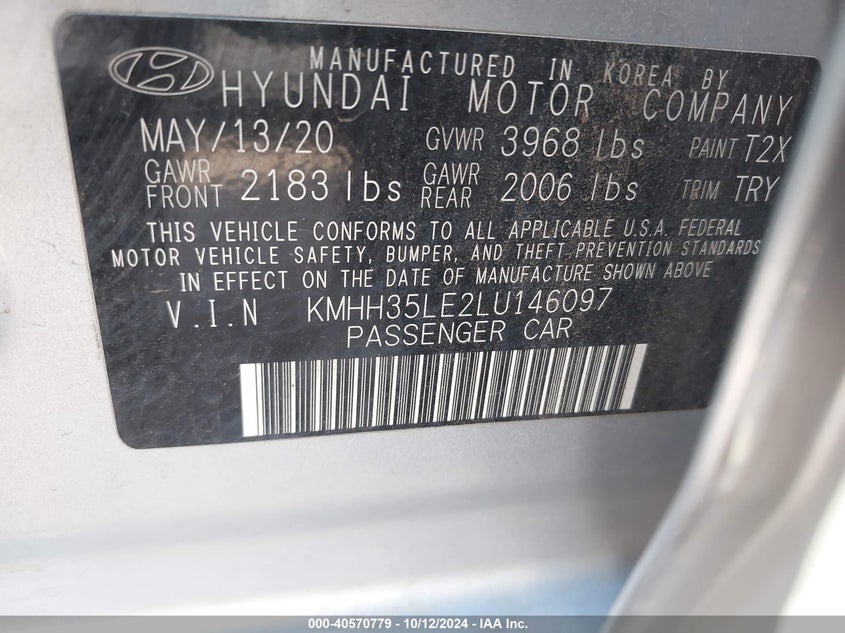 MANUFACTURED IN KOREA BY
HYUNDAI MOTOR COMPANY
MAY/13/20 GVWR 3968 lbs PAINT T2X
GAWR FRONT 2183 lbs GAWR REAR 2006 lbs TRIM TRY
THIS VEHICLE CONFORMS TO ALL APPLICABLE U.S.A. FEDERAL
MOTOR VEHICLE SAFETY, BUMPER, AND THEFT PREVENTION STANDARDS
IN EFFECT ON THE DATE OF MANUFACTURE SHOWN ABOVE
V.I.N KMHH35LE2LU146097
PASSENGER CAR
000-40570779 - 10/12/2024 - IAA Inc.